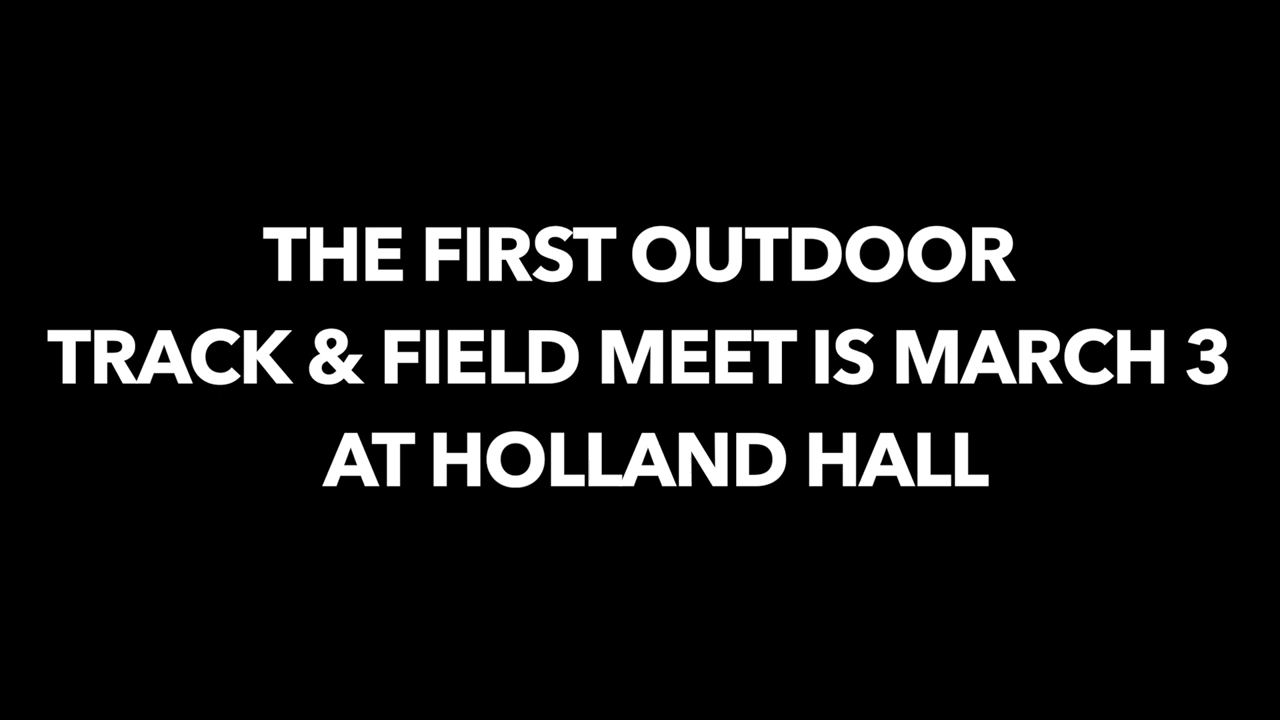 THE FIRST OUTDOOR
TRACK & FIELD MEET IS MARCH 3
AT HOLLAND HALL